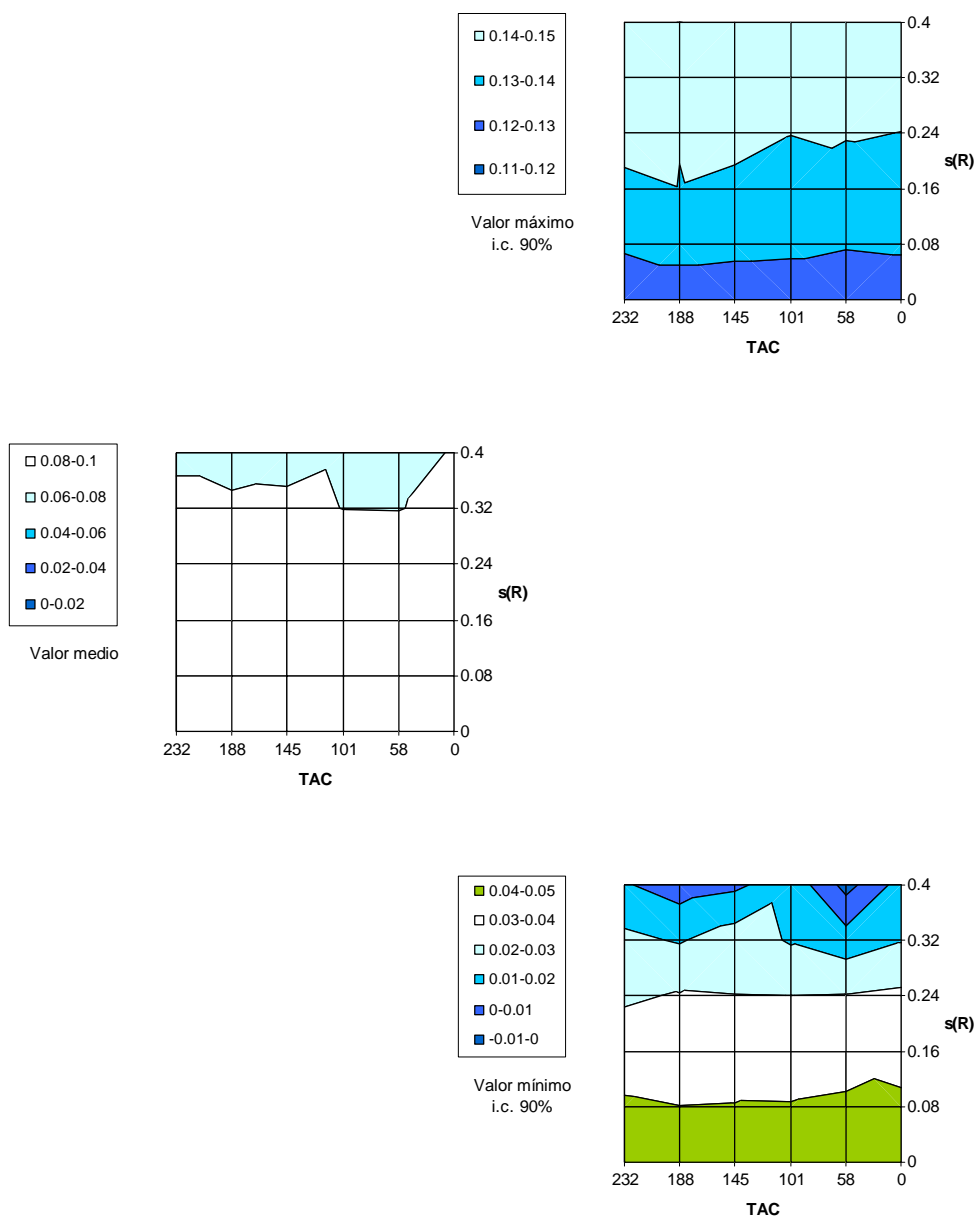 0.14-0.15
0.13-0.14
0.12-0.13
0.11-0.12
Valor máximo
i.c. 90%
0.4
0.32
0.24
s(R)
0.16
0.08
0
232 188 145 101 58 0
TAC
0.08-0.1
0.06-0.08
0.04-0.06
0.02-0.04
0-0.02
Valor medio
0.4
0.32
0.24
s(R)
0.16
0.08
0
232 188 145 101 58 0
TAC
0.04-0.05
0.03-0.04
0.02-0.03
0.01-0.02
0-0.01
-0.01-0
Valor mínimo
i.c. 90%
0.4
0.32
0.24
s(R)
0.16
0.08
0
232 188 145 101 58 0
TAC